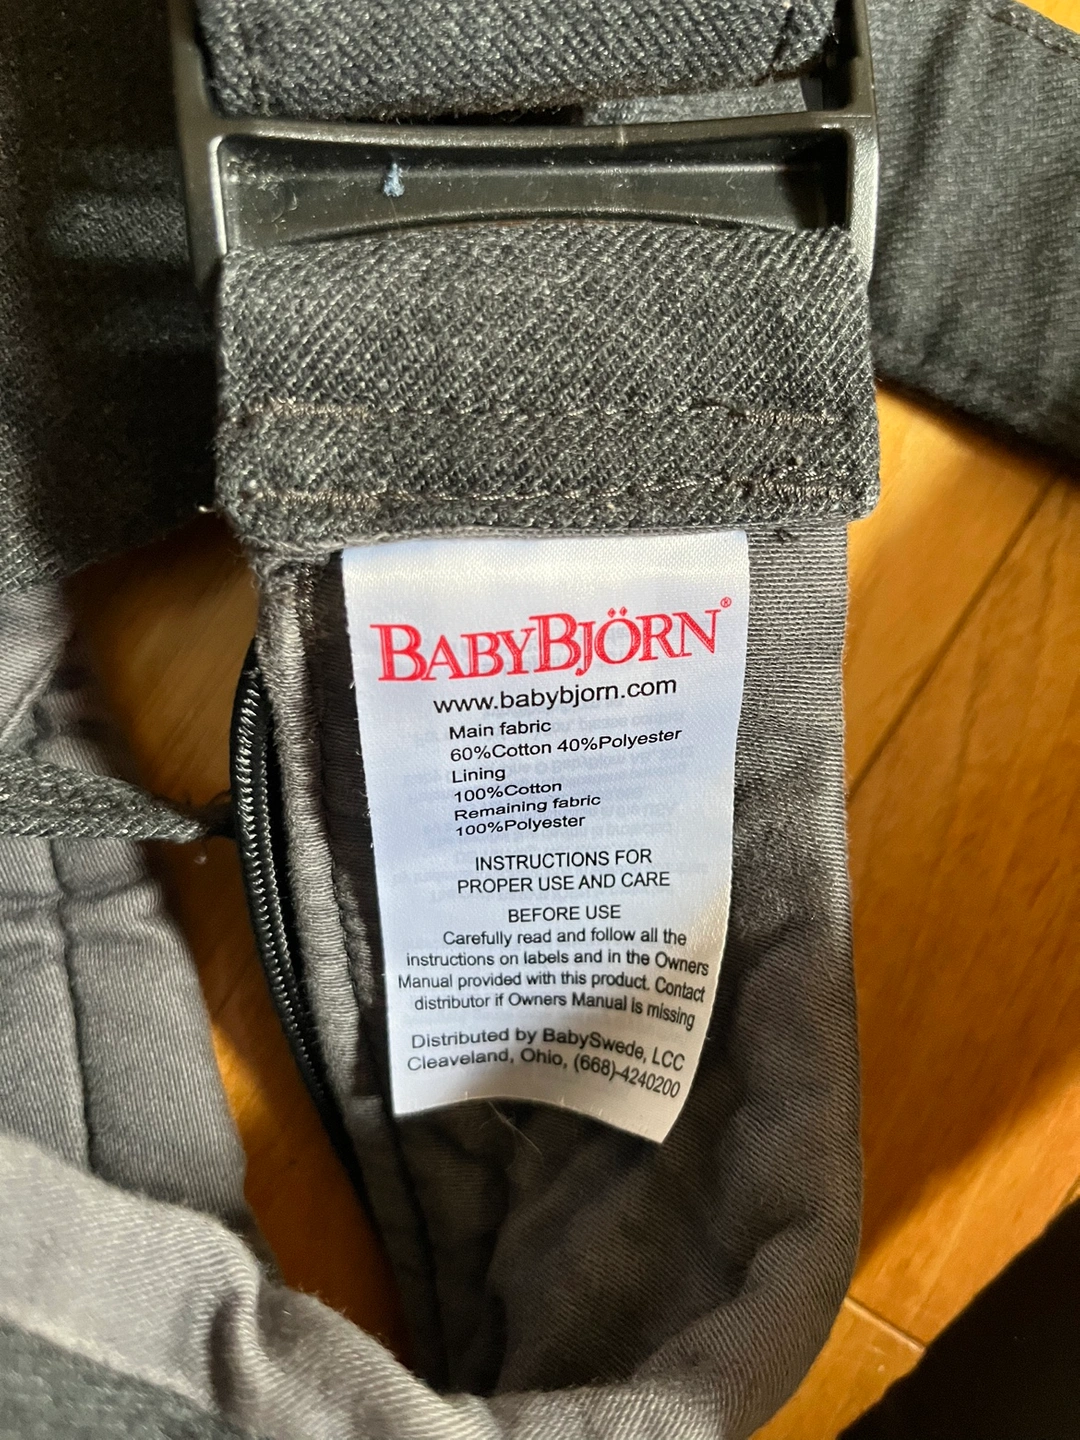 BABYBJÖRN®
www.babybjorn.com
Main fabric
60%Cotton 40%Polyester
Lining
100%Cotton
Remaining fabric
100%Polyester
INSTRUCTIONS FOR
PROPER USE AND CARE
BEFORE USE
Carefully read and follow all the
instructions on labels and in the Owners
Manual provided with this product. Contact
distributor if Owners Manual is missing
Distributed by BabySwede, LCC
Cleaveland, Ohio, (668)-4240200